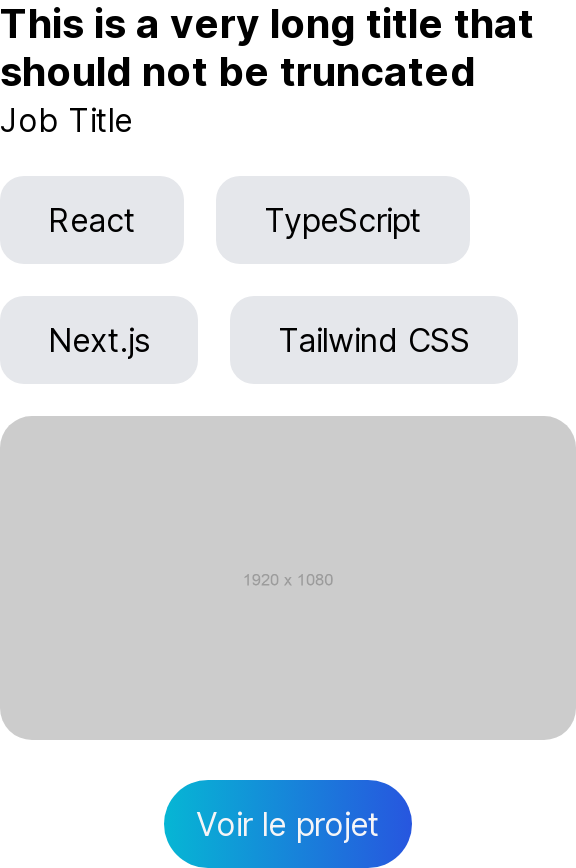 This is a very long title that
should not be truncated
Job Title
React
TypeScript
Next.js
Tailwind CSS
1920 x 1080
Voir le projet